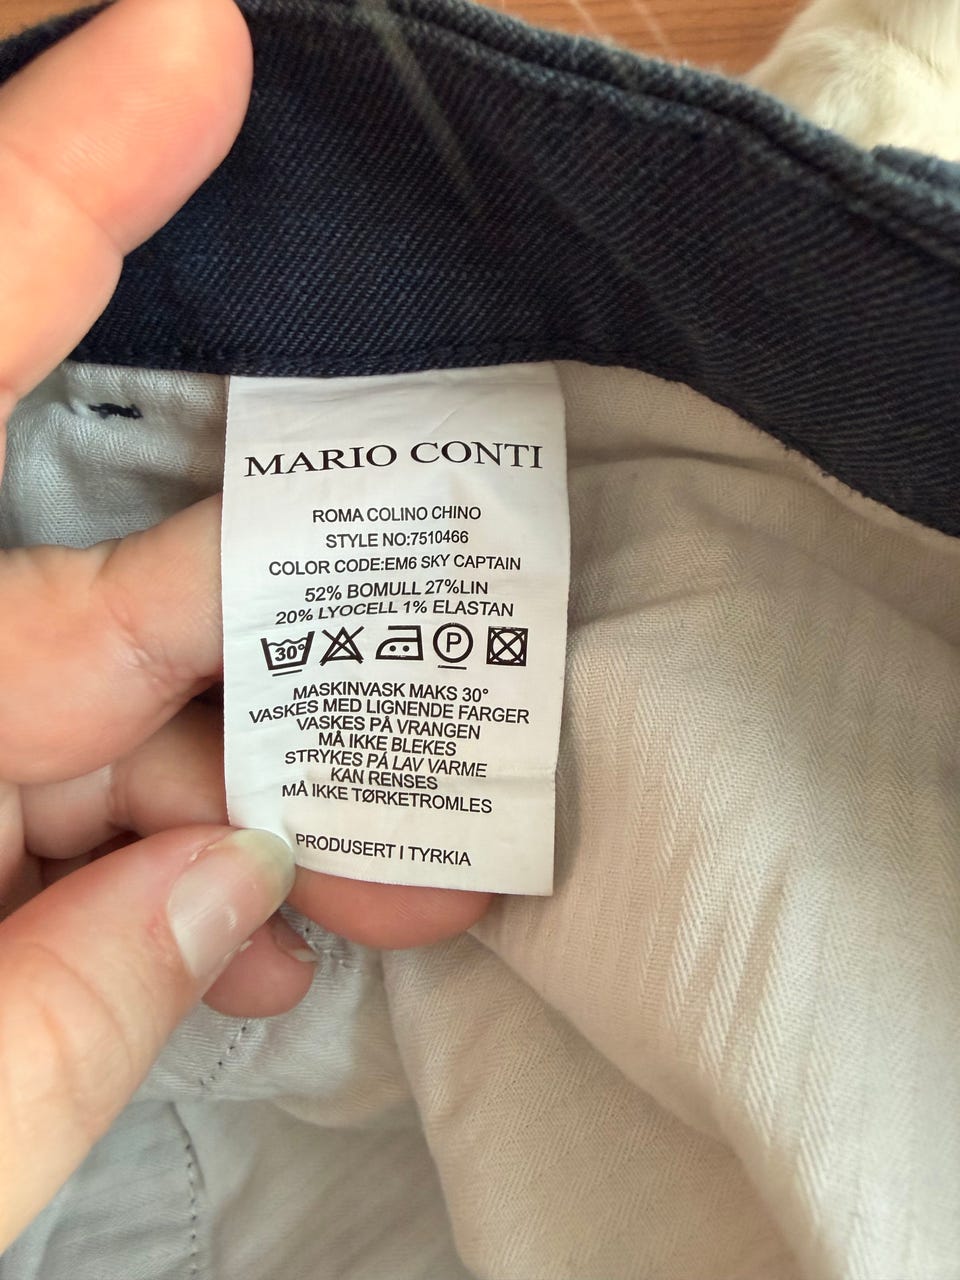 MARIO CONTI
ROMA COLINO CHINO
STYLE NO:7510466
COLOR CODE:EM6 SKY CAPTAIN
52% BOMULL 27%LIN
20% LYOCELL 1% ELASTAN
30° P
MASKINVASK MAKS 30°
VASKES MED LIGNENDE FARGER
VASKES PÅ VRANGEN
MÅ IKKE BLEKES
STRYKES PÅ LAV VARME
KAN RENSES
MÅ IKKE TØRKETROMLES
PRODUSERT I TYRKIA